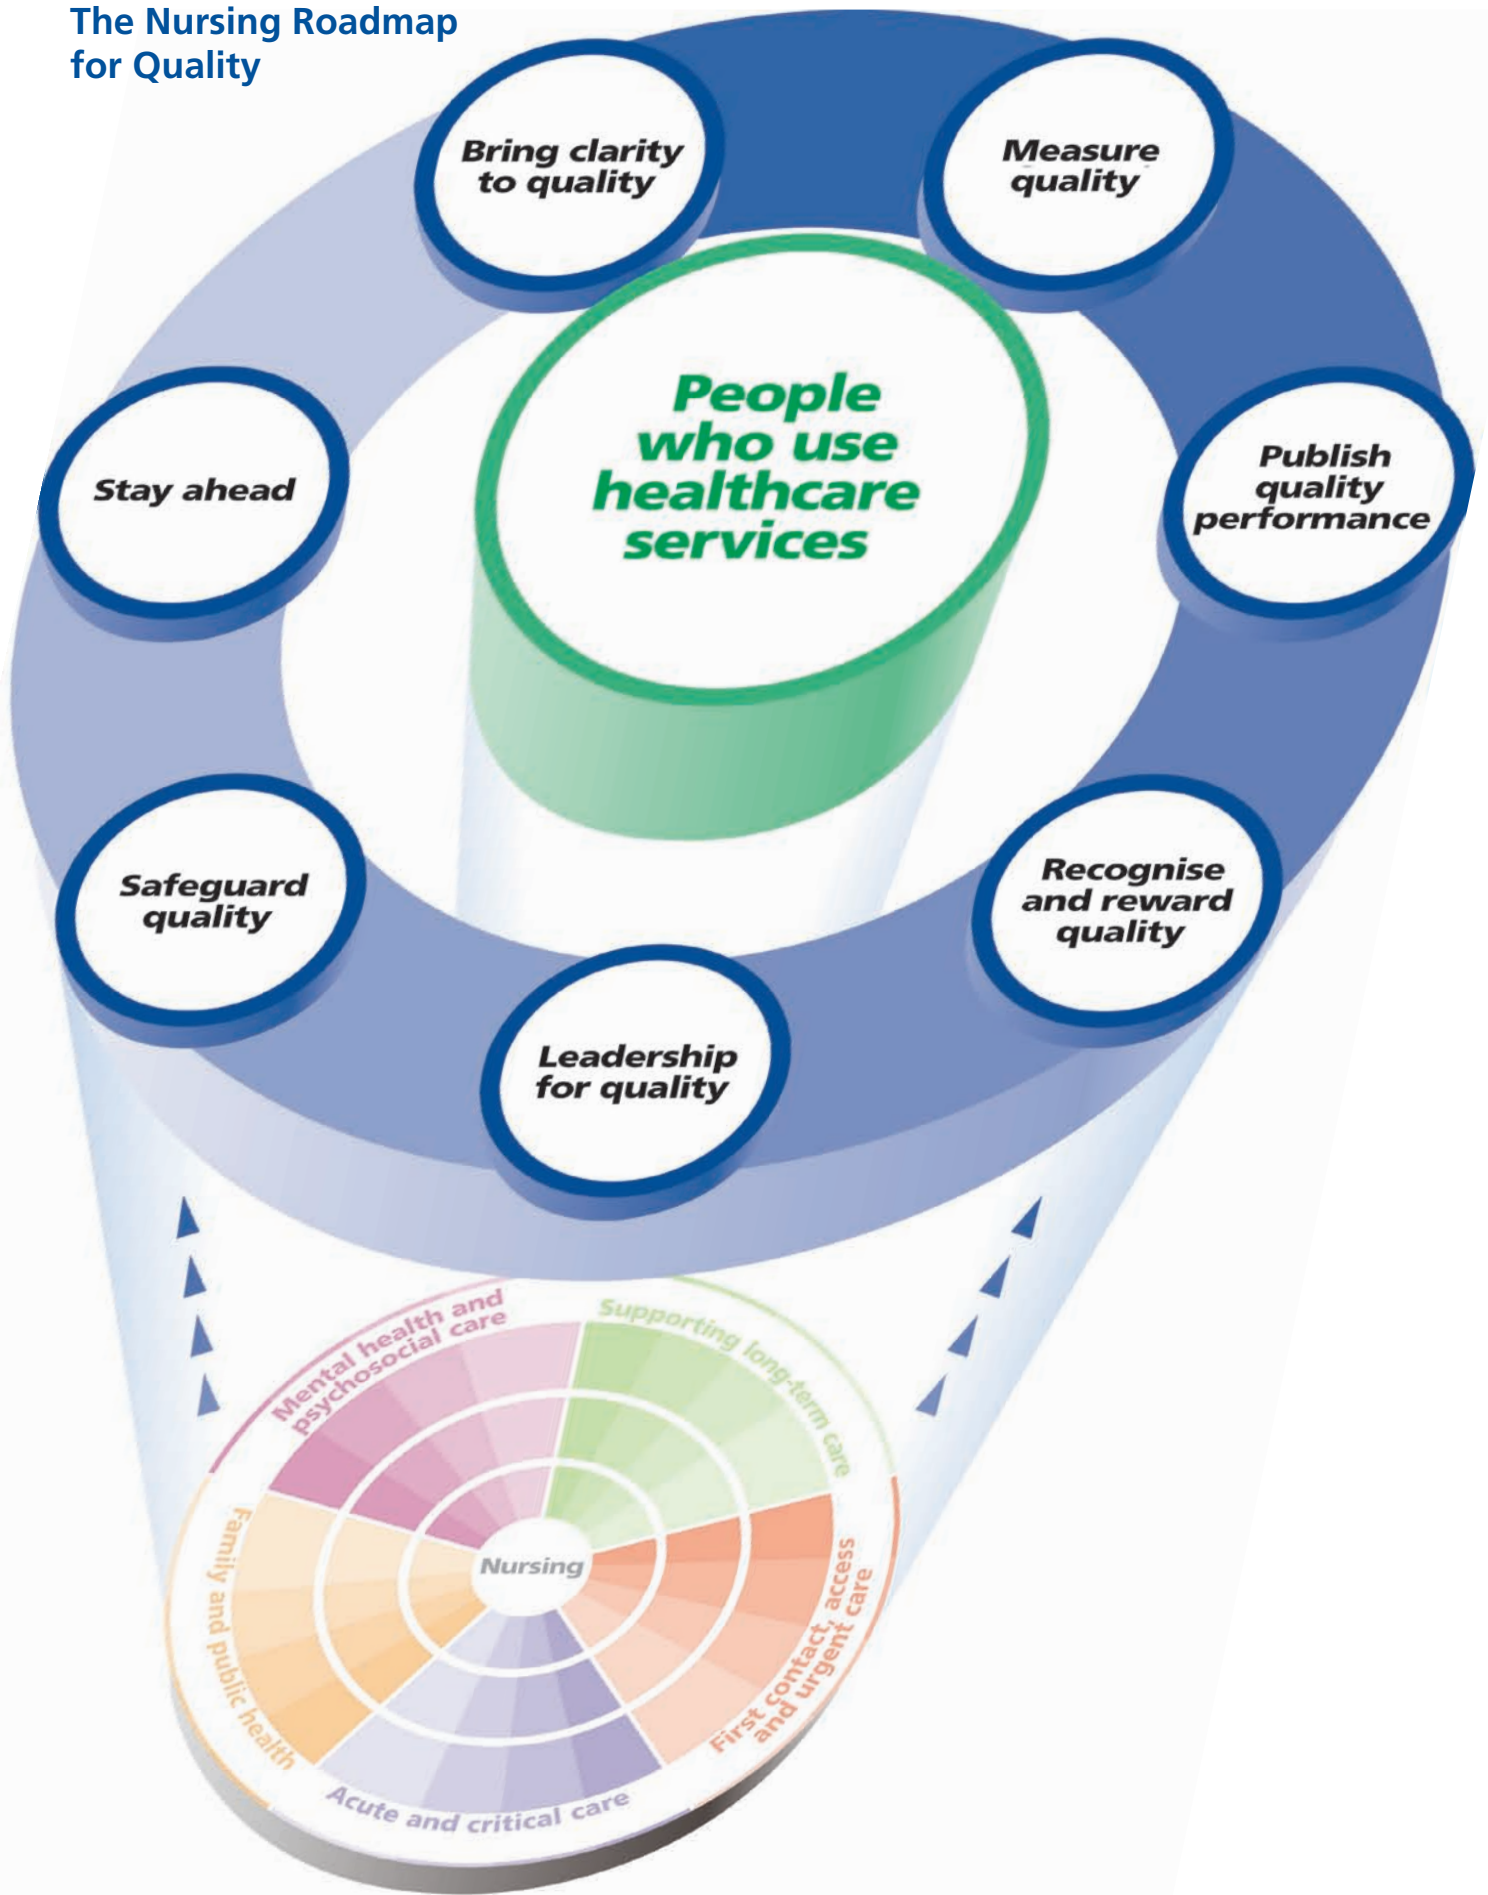 The Nursing Roadmap
for Quality
Bring clarity
to quality
Measure
quality
People
who use
healthcare
services
Publish
quality
performance
Stay ahead
Safeguard
quality
Recognise
and reward
quality
Leadership
for quality
Mental health and
psychosocial care
Supporting long-term care
Nursing
Family and public health
First contact, access
and urgent care
Acute and critical care